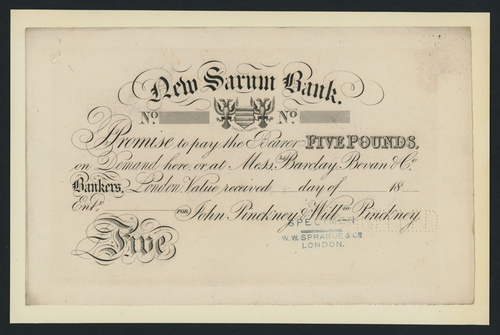 New Sarum Bank.
No No
I Promise to pay the Bearer FIVE POUNDS,
on Demand here, or at Mess. Barclay, Bevan & Co
Bankers, London, Value received day of 18
Entd
FOR John Pinckney & Willm Pinckney
SPECIMEN
W.W. SPRAGUE & Co
LONDON.
Five